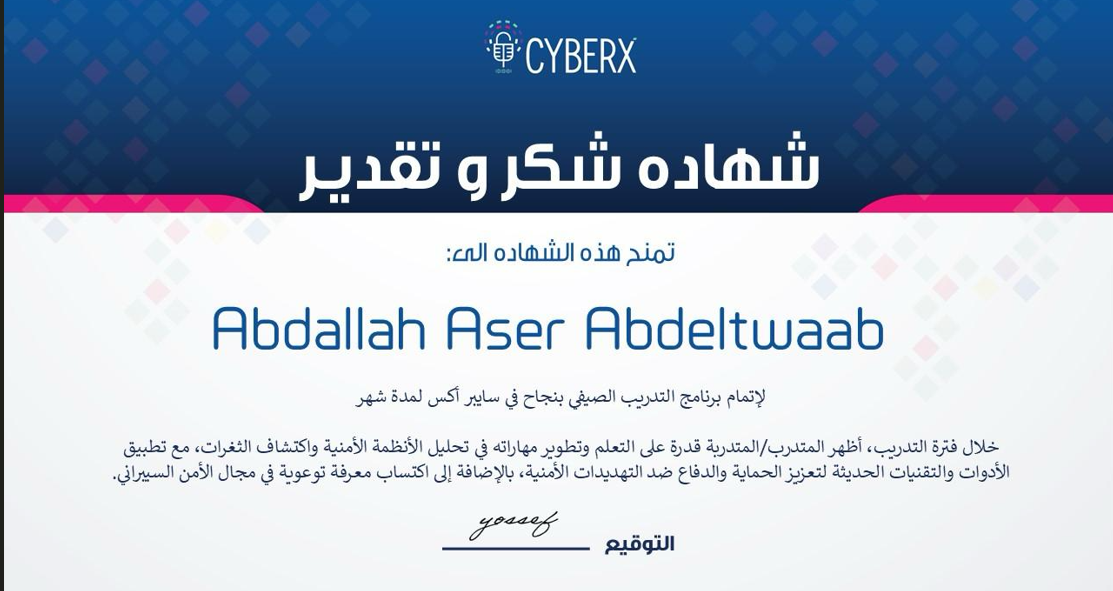 CYBERX
شهاده شكر و تقدير
تمنح هذه الشهاده الى:
Abdallah Aser Abdeltwaab
لإتمام برنامج التدريب الصيفي بنجاح في سايبر أكس لمدة شهر
خلال فترة التدريب، أظهر المتدرب/المتدربة قدرة على التعلم وتطوير مهاراته في تحليل الأنظمة الأمنية واكتشاف الثغرات، مع تطبيق
الأدوات والتقنيات الحديثة لتعزيز الحماية والدفاع ضد التهديدات الأمنية، بالإضافة إلى اكتساب معرفة توعوية في مجال الأمن السيبراني.
yossef
التوقيع